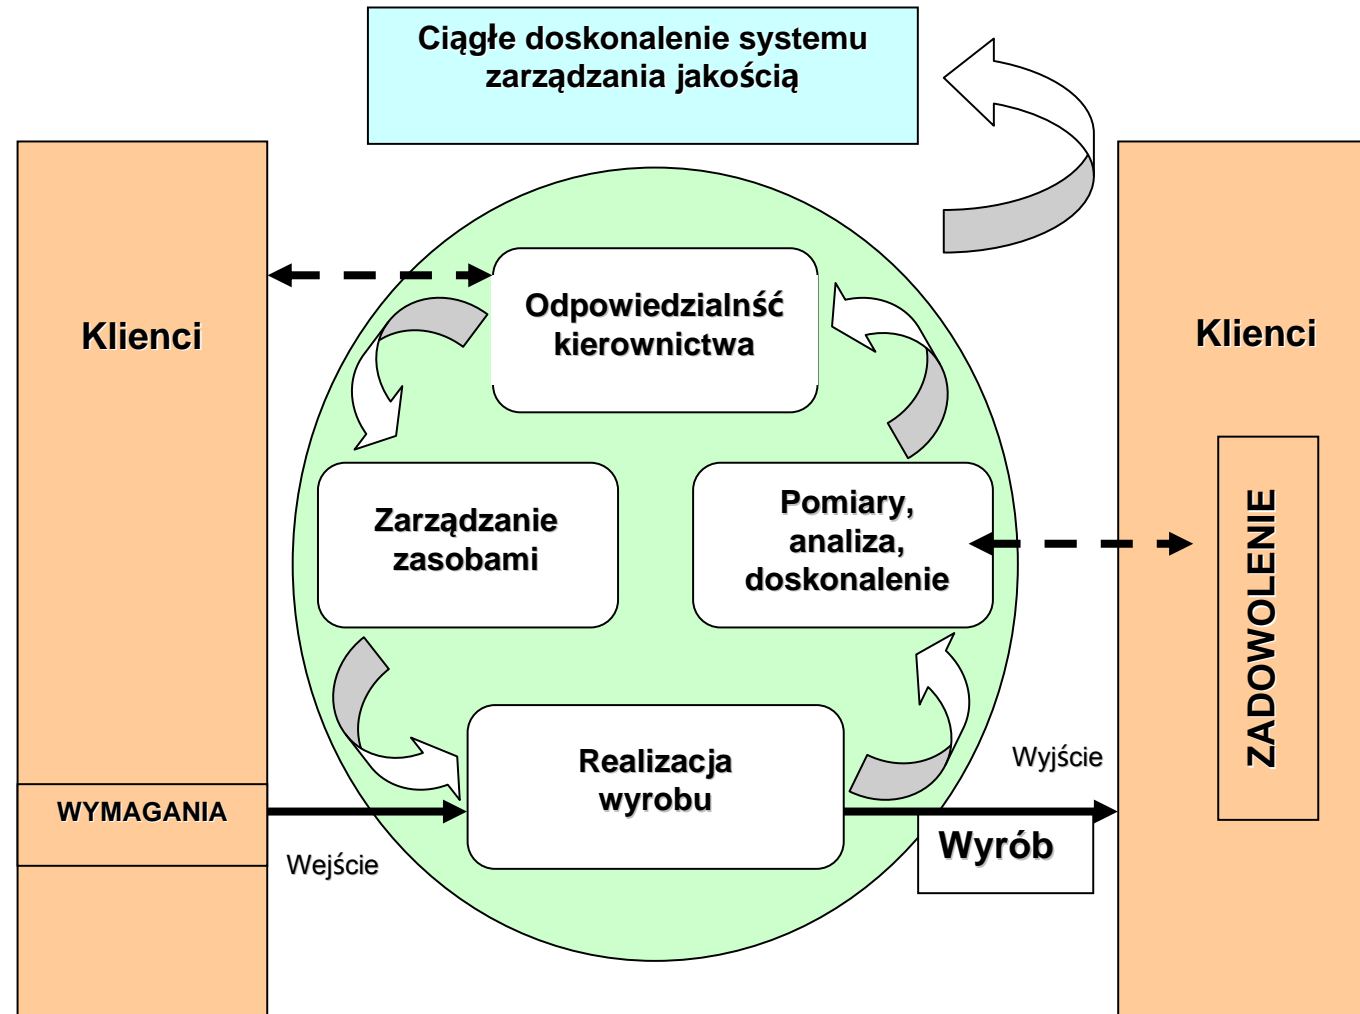 Ciągłe doskonalenie systemu
zarządzania jakością
Klienci
Odpowiedzialnść
kierownictwa
Klienci
Zarządzanie
zasobami
Pomiary,
analiza,
doskonalenie
ZADOWOLENIE
Realizacja
wyrobu
Wyjście
WYMAGANIA
Wejście
Wyrób